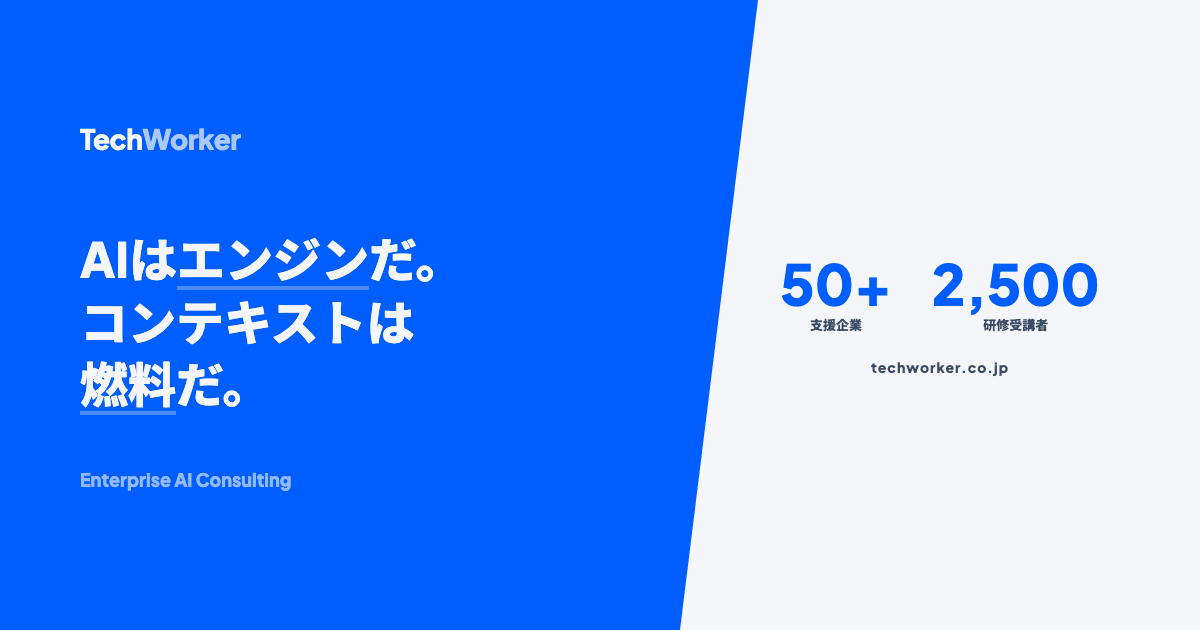 TechWorker
AIはエンジンだ。
コンテキストは
燃料だ。
Enterprise AI Consulting
50+ 2,500
支援企業 研修受講者
techworker.co.jp